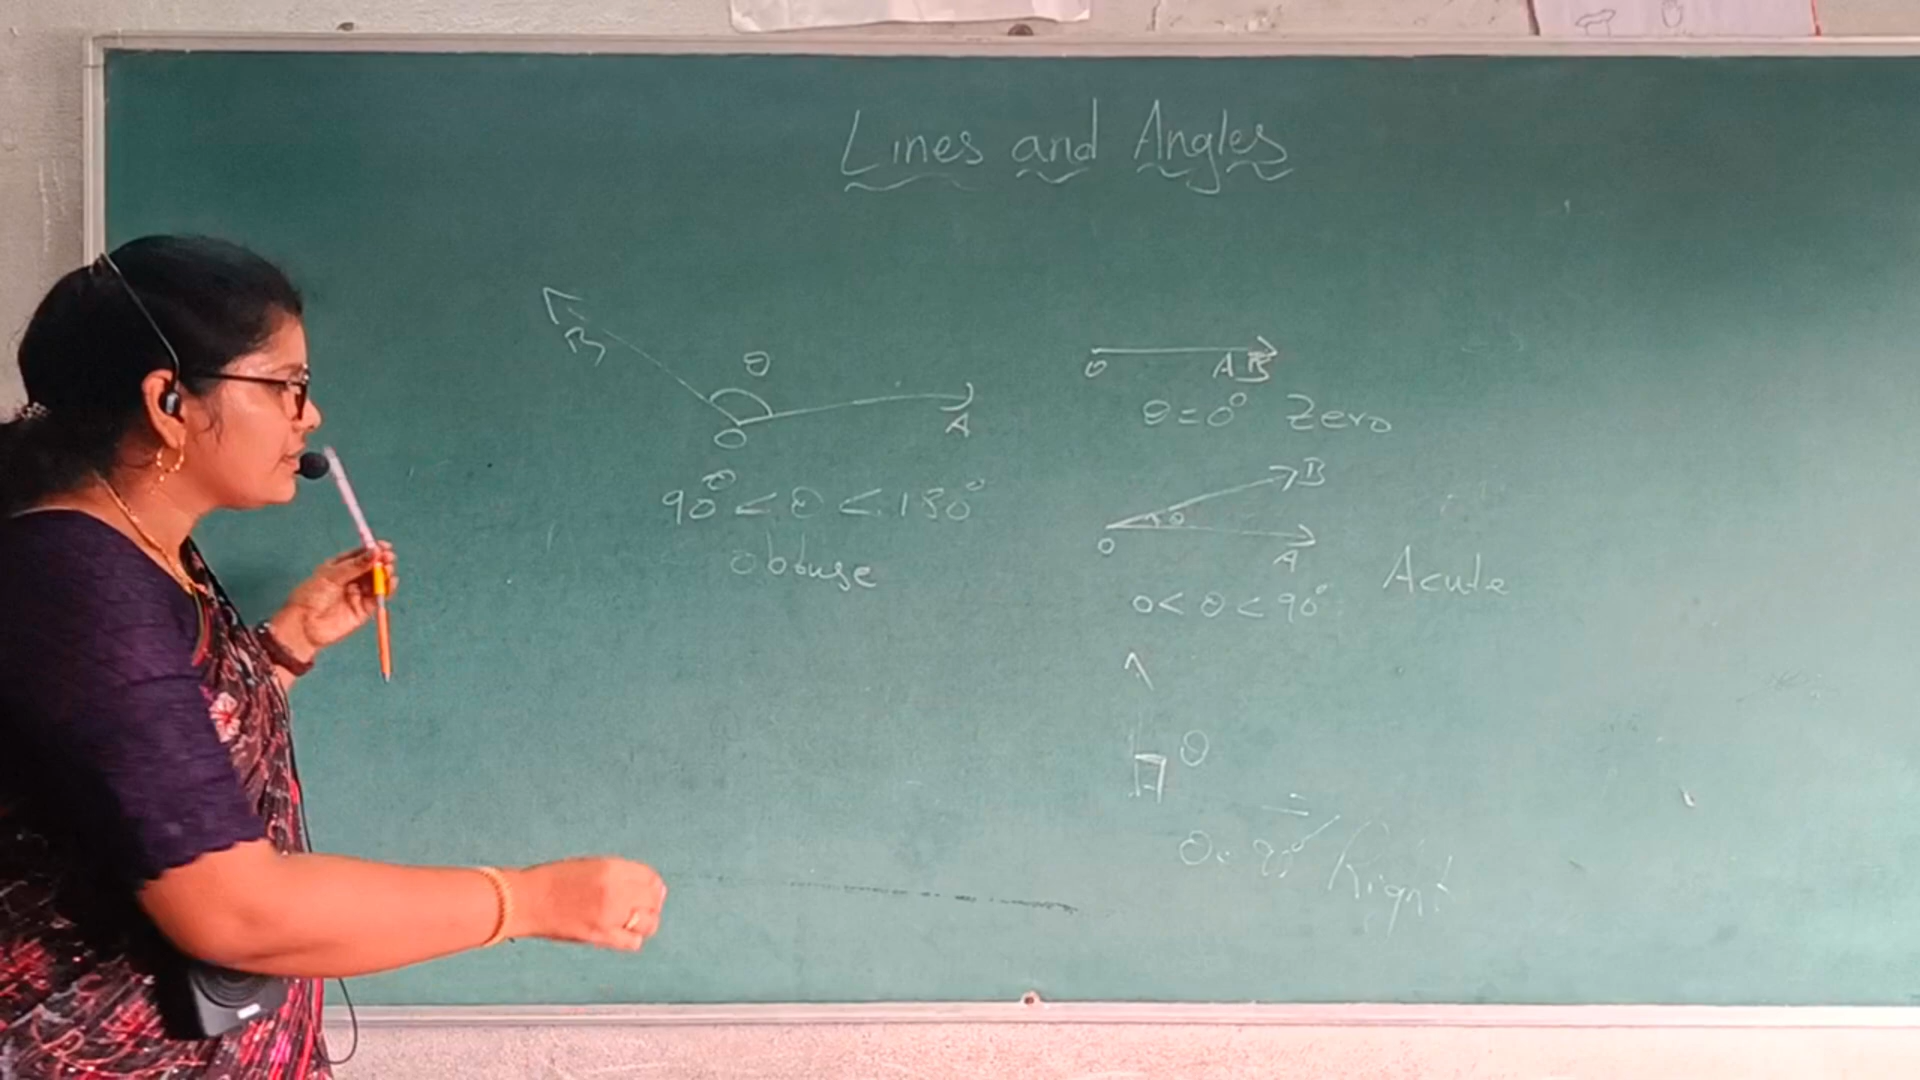 Lines and Angles
B
θ
O
A
90° < θ < 180°
obtuse
O A B
θ = 0° Zero
B
θ
O A
Acute
0 < θ < 90°
θ
θ = 90° Right